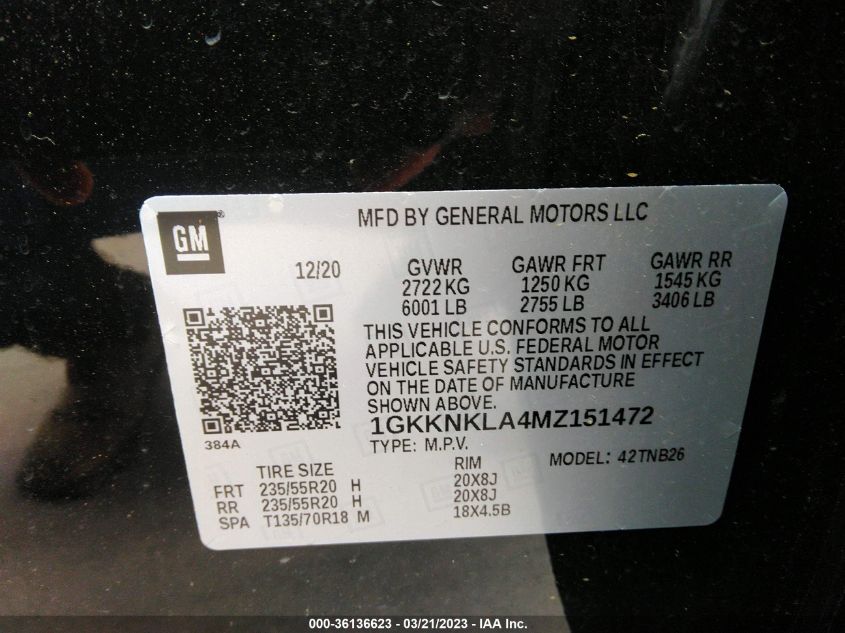 GM
MFD BY GENERAL MOTORS LLC
12/20 GVWR GAWR FRT GAWR RR
2722 KG 1250 KG 1545 KG
6001 LB 2755 LB 3406 LB
THIS VEHICLE CONFORMS TO ALL
APPLICABLE U.S. FEDERAL MOTOR
VEHICLE SAFETY STANDARDS IN EFFECT
ON THE DATE OF MANUFACTURE
SHOWN ABOVE.
384A
1GKKNKLA4MZ151472
TYPE: M.P.V. MODEL: 42TNB26
TIRE SIZE RIM
FRT 235/55R20 H 20X8J
RR 235/55R20 H 20X8J
SPA T135/70R18 M 18X4.5B
000-36136623 - 03/21/2023 - IAA Inc.